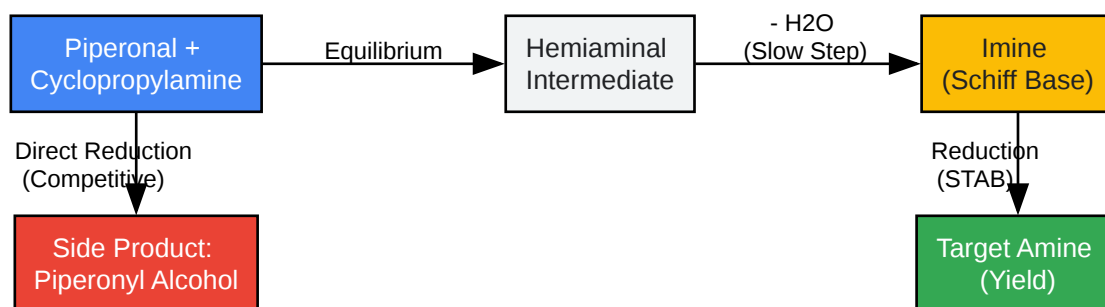 Piperonal +
Cyclopropylamine
Equilibrium
Hemiaminal
Intermediate
- H2O
(Slow Step)
Imine
(Schiff Base)
Direct Reduction
(Competitive)
Reduction
(STAB)
Side Product:
Piperonyl Alcohol
Target Amine
(Yield)